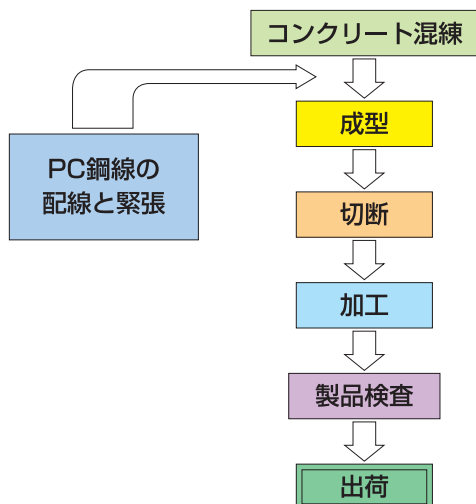 コンクリート混練
成型
PC鋼線の
配線と緊張
切断
加工
製品検査
出荷